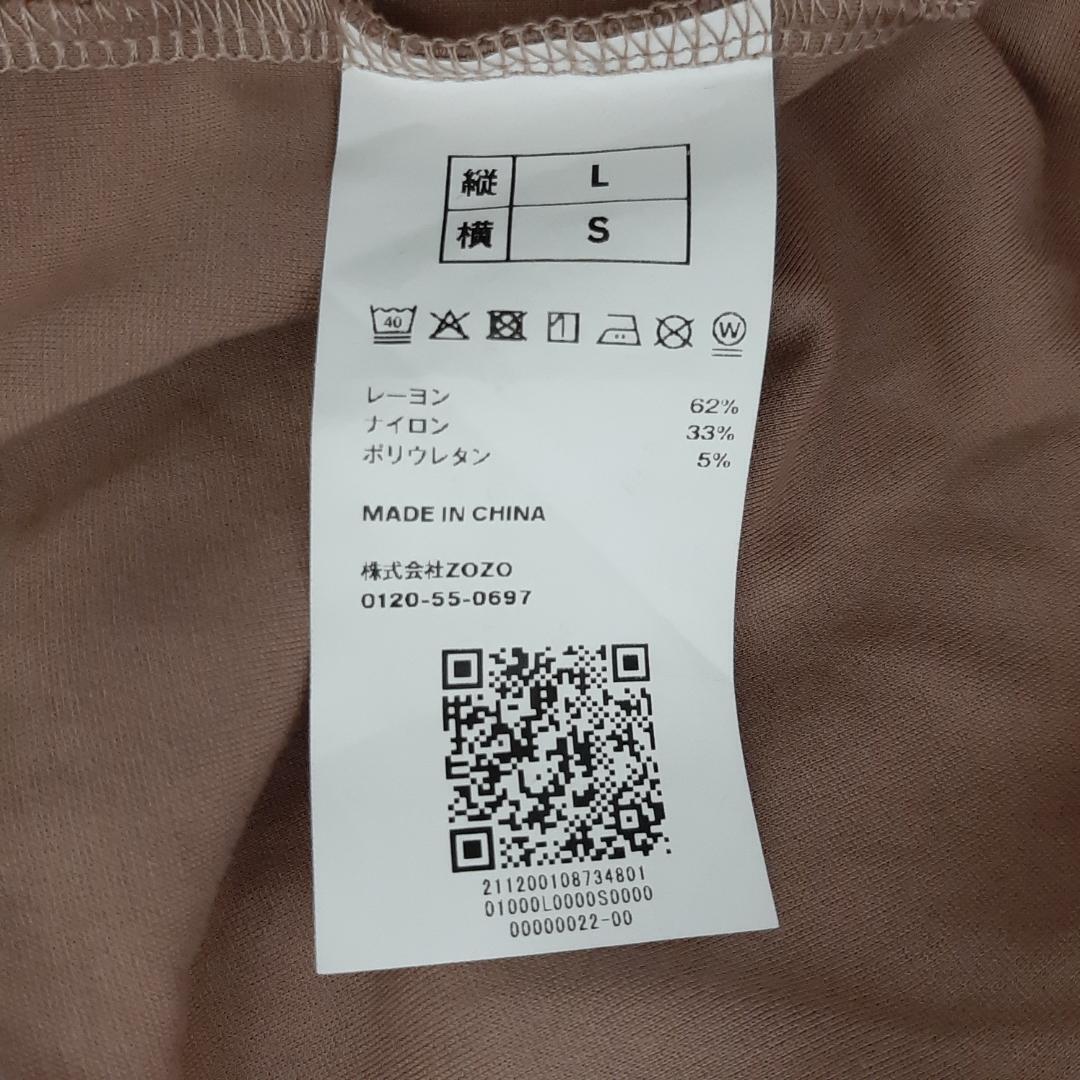 縦 L
横 S
40 W
レーヨン 62%
ナイロン 33%
ポリウレタン 5%
MADE IN CHINA
株式会社ZOZO
0120-55-0697
211200108734801
01000L0000S0000
00000022-00